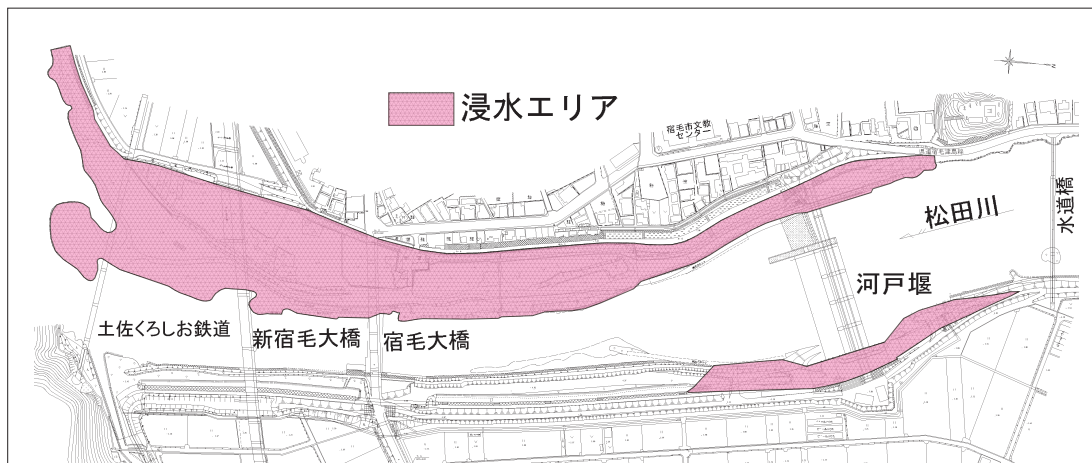 浸水エリア
宿毛市文教
センター
松田川
水道橋
河戸堰
土佐くろしお鉄道
新宿毛大橋
宿毛大橋